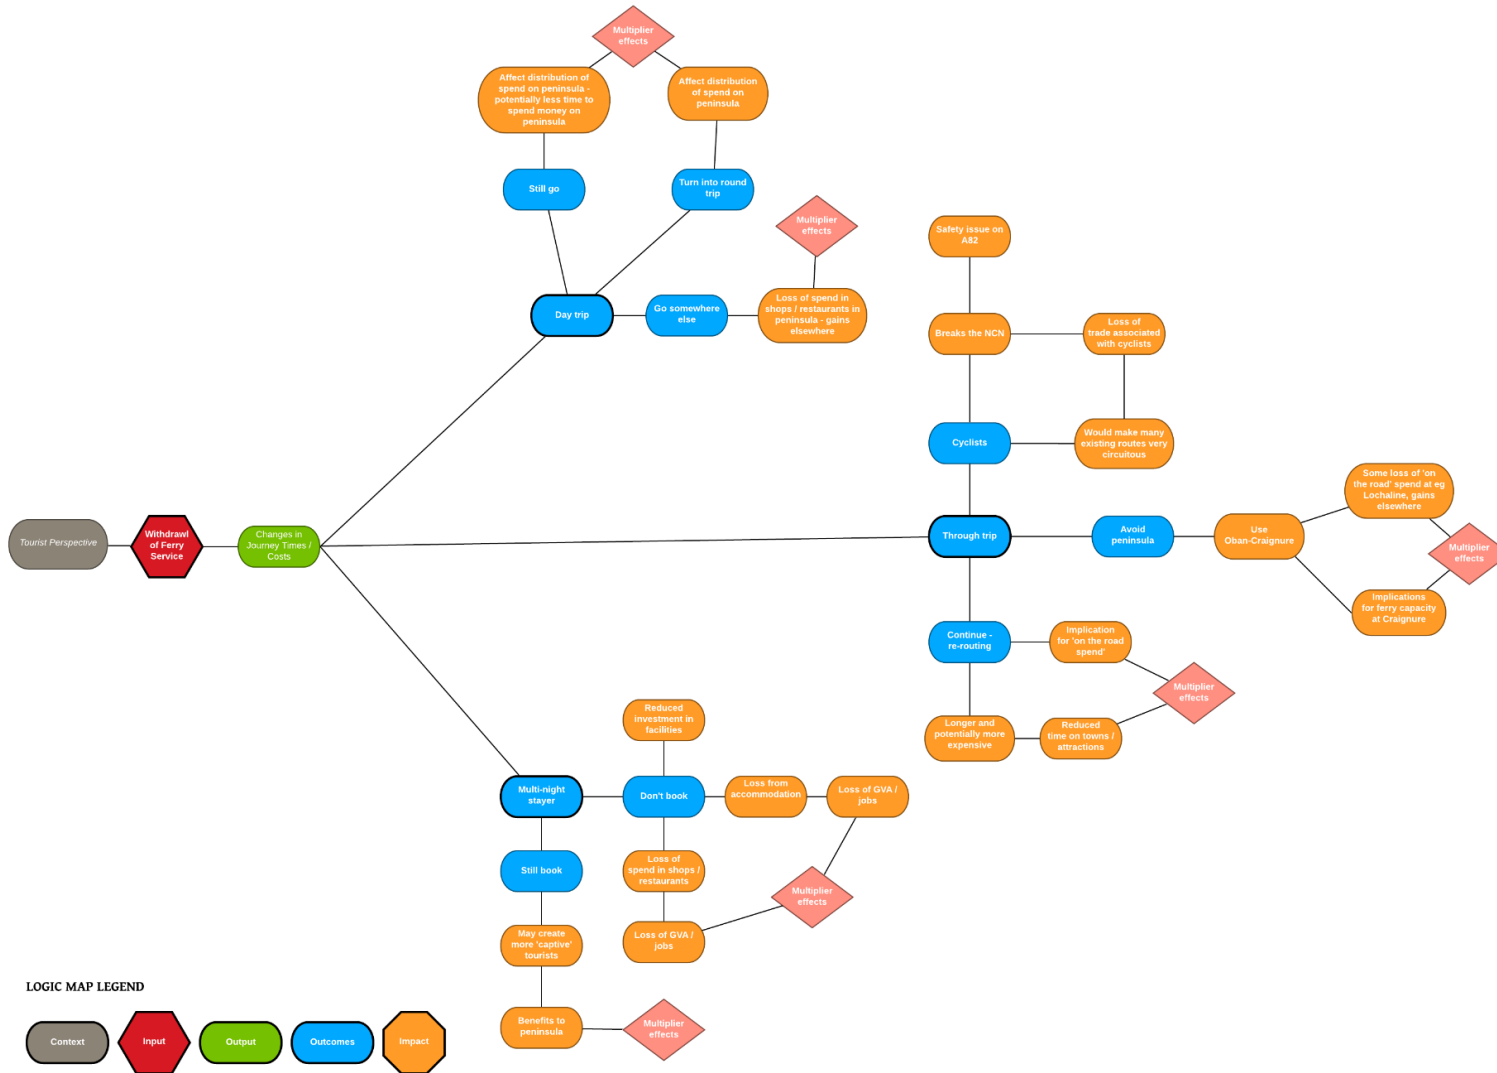 Multiplier
effects
Affect distribution of
spend on peninsula -
potentially less time to
spend money on
peninsula
Affect distribution
of spend on
peninsula
Still go
Turn into round
trip
Multiplier
effects
Day trip
Go somewhere
else
Loss of spend in
shops / restaurants in
peninsula - gains
elsewhere
Safety issue on
A82
Breaks the NCN
Loss of
trade associated
with cyclists
Cyclists
Would make many
existing routes very
circuitous
Tourist Perspective
Withdrawl
of Ferry
Service
Changes in
Journey Times /
Costs
Through trip
Avoid
peninsula
Use
Oban-Craignure
Some loss of 'on
the road' spend at eg
Lochaline, gains
elsewhere
Multiplier
effects
Implications
for ferry capacity
at Craignure
Continue -
re-routing
Implication
for 'on the road
spend'
Multiplier
effects
Longer and
potentially more
expensive
Reduced
time on towns /
attractions
Reduced
investment in
facilities
Multi-night
stayer
Don't book
Loss from
accommodation
Loss of GVA /
jobs
Still book
Loss of
spend in shops /
restaurants
Multiplier
effects
May create
more 'captive'
tourists
Loss of GVA /
jobs
Benefits to
peninsula
Multiplier
effects
LOGIC MAP LEGEND
Context
Input
Output
Outcomes
Impact